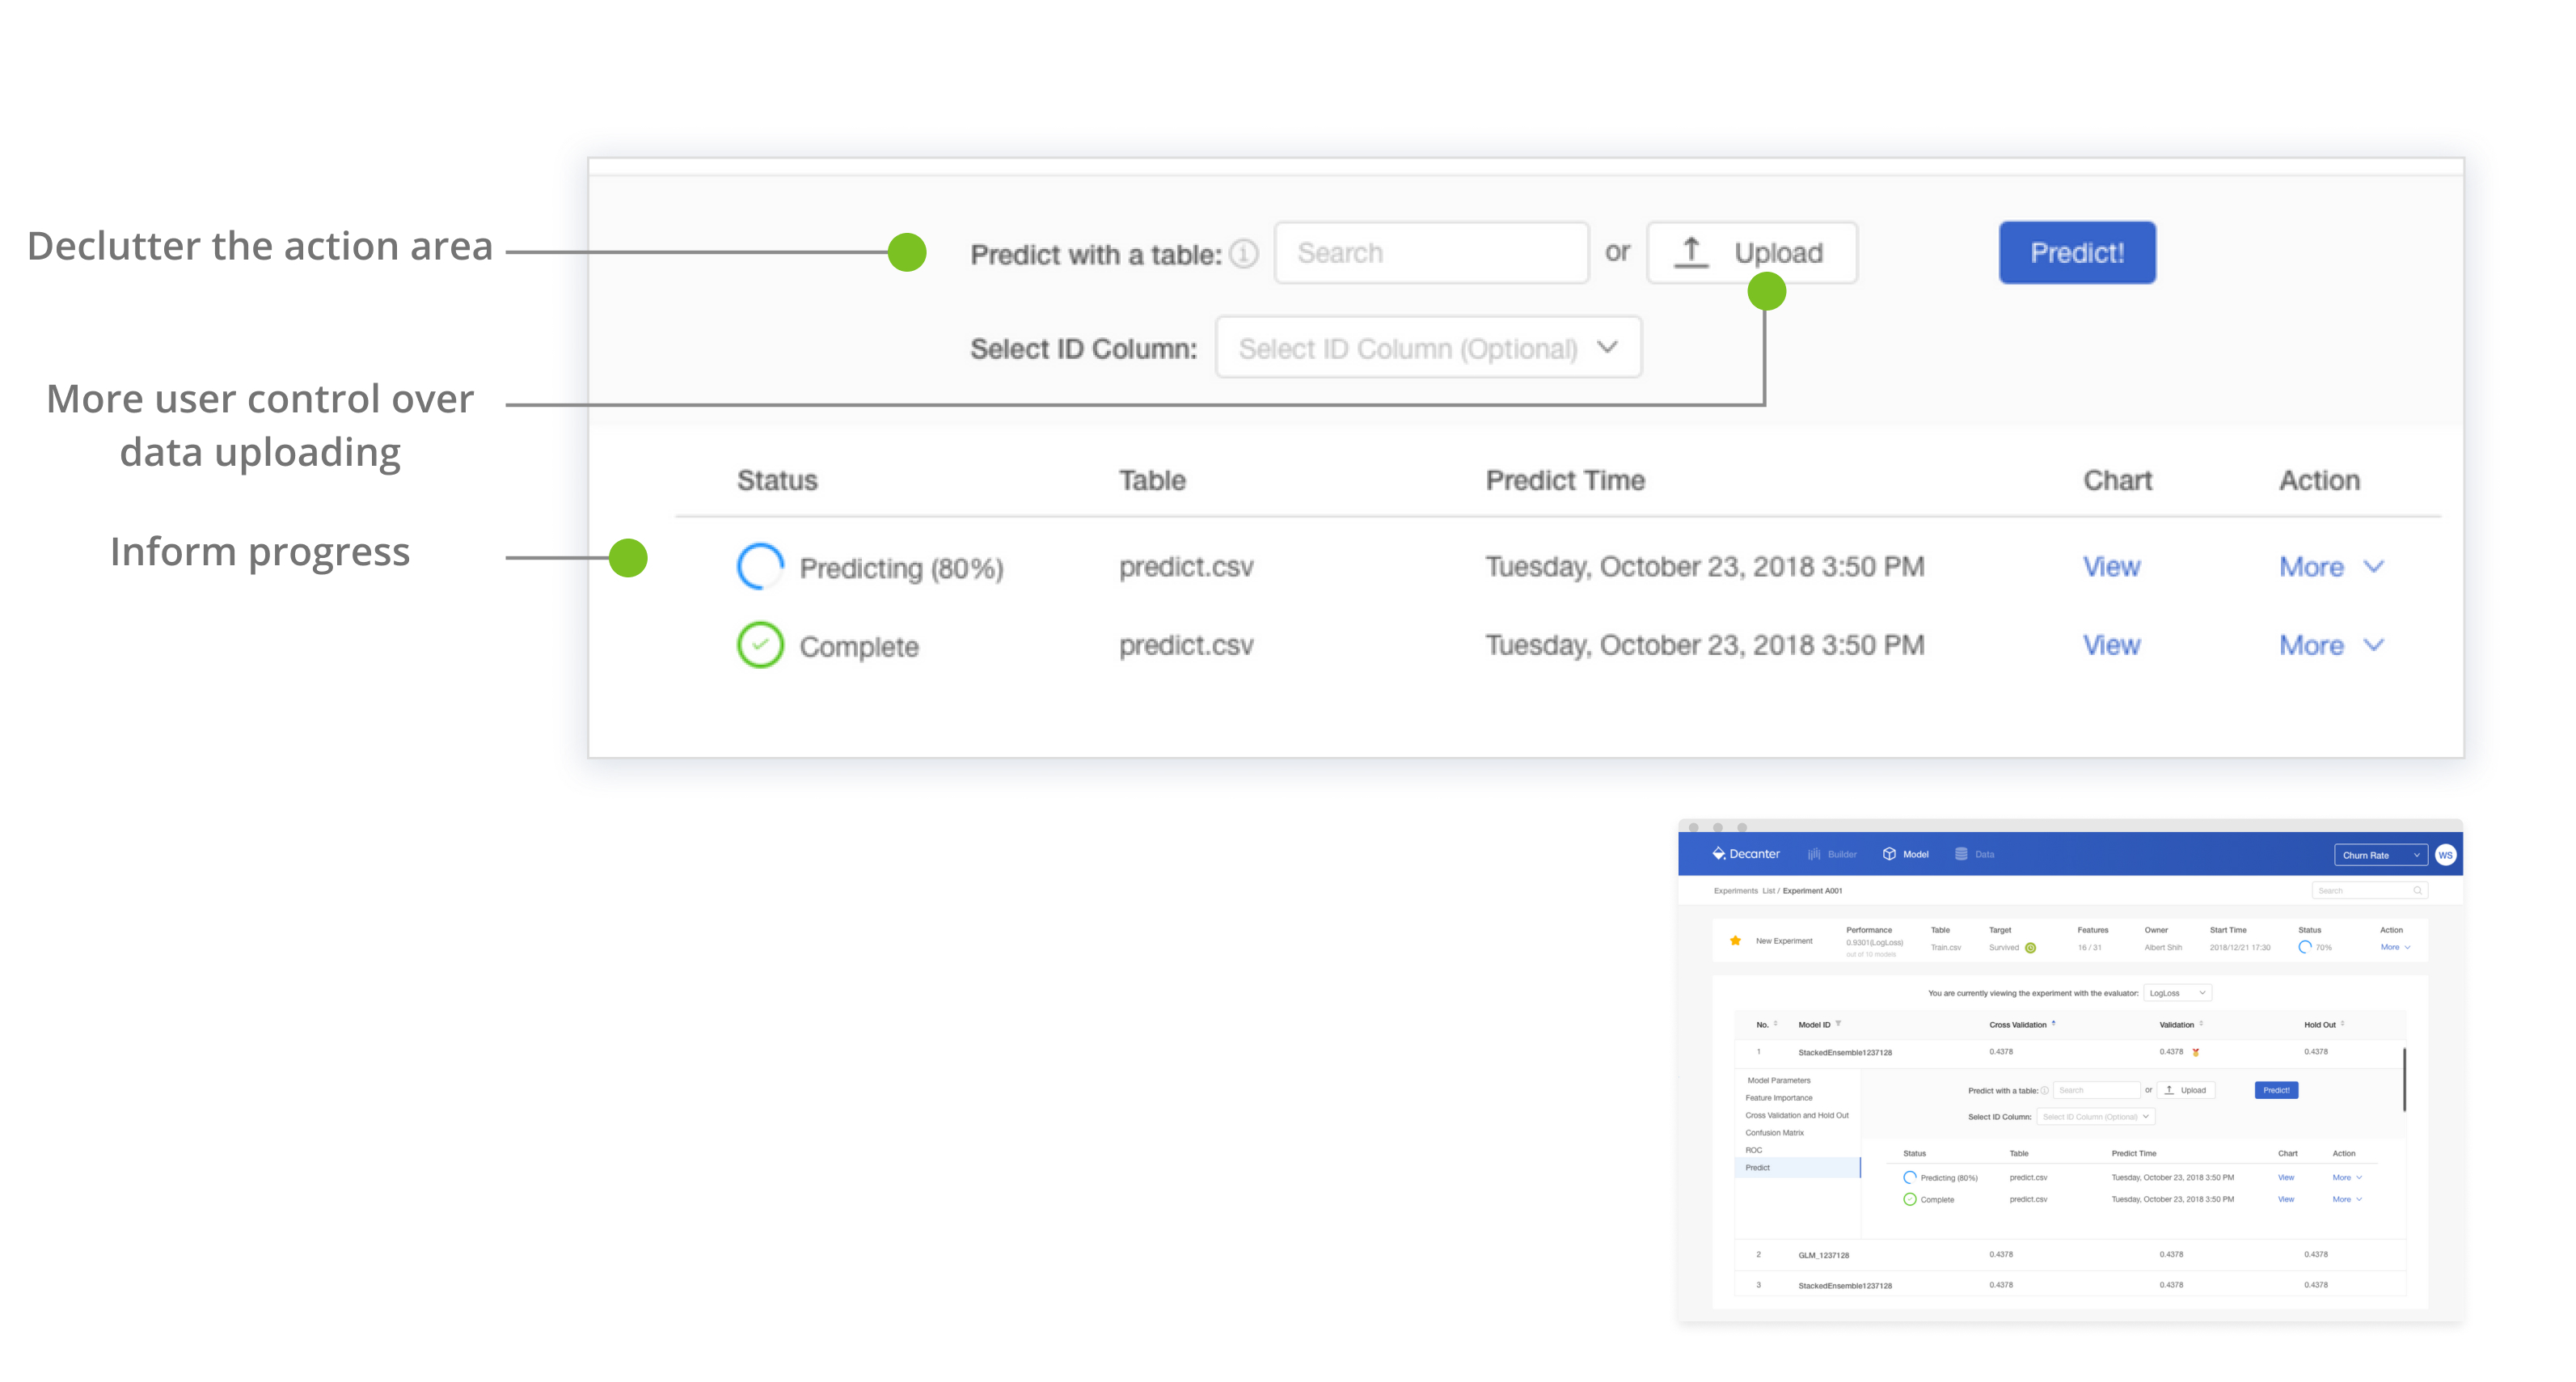 Declutter the action area
Predict with a table: Search or Upload Predict!
Select ID Column: Select ID Column (Optional)
More user control over
data uploading
Status Table Predict Time Chart Action
Inform progress
Predicting (80%) predict.csv Tuesday, October 23, 2018 3:50 PM View More
Complete predict.csv Tuesday, October 23, 2018 3:50 PM View More
Decanter Builder Model Data Churn Rate WS
Experiments List / Experiment A001 Search
New Experiment
Performance Table Target Features Owner Start Time Status Action
0.9301(LogLoss) Train.csv Survived 16 / 31 Albert Shih 2018/12/21 17:30 70% More
out of 10 models
You are currently viewing the experiment with the evaluator: LogLoss
No. Model ID Cross Validation Validation Hold Out
1 StackedEnsemble1237128 0.4378 0.4378 0.4378
Model Parameters
Feature Importance
Cross Validation and Hold Out
Confusion Matrix
ROC
Predict
Predict with a table: Search or Upload Predict!
Select ID Column: Select ID Column (Optional)
Status Table Predict Time Chart Action
Predicting (80%) predict.csv Tuesday, October 23, 2018 3:50 PM View More
Complete predict.csv Tuesday, October 23, 2018 3:50 PM View More
2 GLM_1237128 0.4378 0.4378 0.4378
3 StackedEnsemble1237128 0.4378 0.4378 0.4378